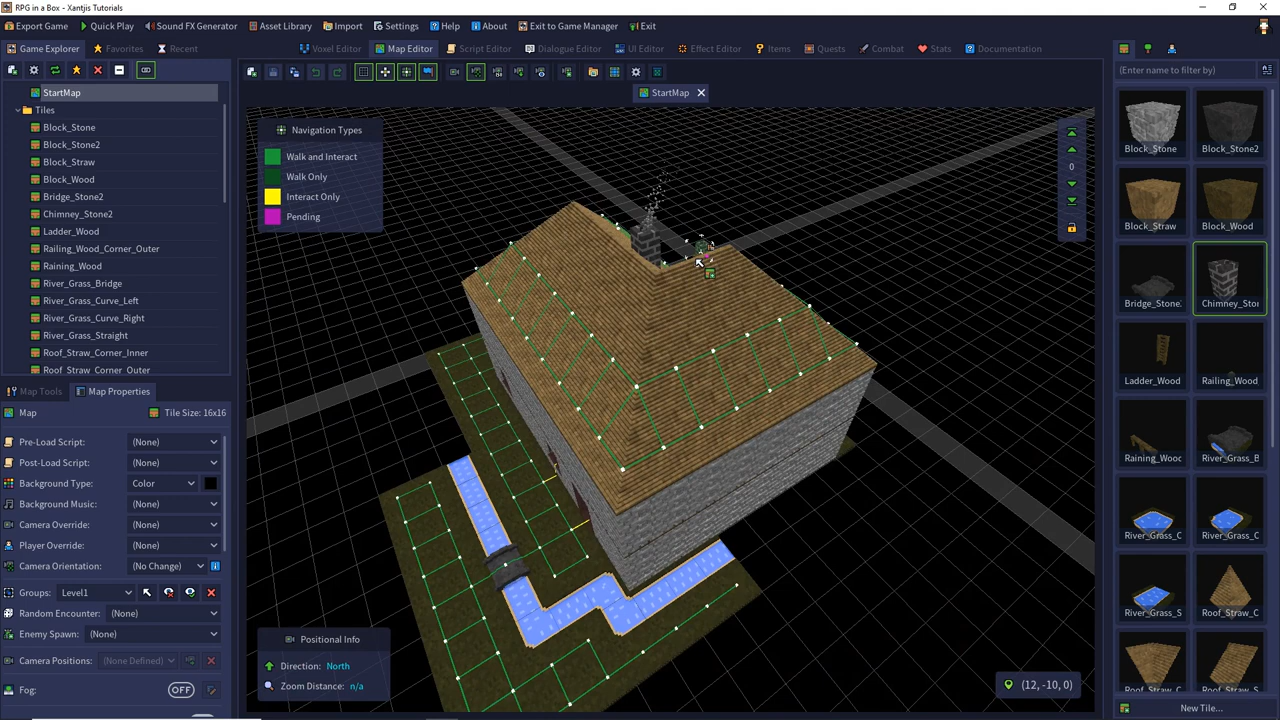 RPG in a Box - Xantjis Tutorials
Export Game Quick Play Sound FX Generator Asset Library Import Settings Help About Exit to Game Manager Exit
Game Explorer Favorites Recent
Voxel Editor Map Editor Script Editor Dialogue Editor UI Editor Effect Editor Items Quests Combat Stats Documentation
StartMap
Tiles
Block_Stone
Block_Stone2
Block_Straw
Block_Wood
Bridge_Stone2
Chimney_Stone2
Ladder_Wood
Railing_Wood_Corner_Outer
Raining_Wood
River_Grass_Bridge
River_Grass_Curve_Left
River_Grass_Curve_Right
River_Grass_Straight
Roof_Straw_Corner_Inner
Roof_Straw_Corner_Outer
Map Tools Map Properties
Map Tile Size: 16x16
Pre-Load Script: (None)
Post-Load Script: (None)
Background Type: Color
Background Music: (None)
Camera Override: (None)
Player Override: (None)
Camera Orientation: (No Change)
Groups: Level1
Random Encounter: (None)
Enemy Spawn: (None)
Camera Positions: (None Defined)
Fog: OFF
StartMap
Navigation Types
Walk and Interact
Walk Only
Interact Only
Pending
0
Positional Info
Direction: North
Zoom Distance: n/a
(12, -10, 0)
(Enter name to filter by)
Block_Stone Block_Stone2
Block_Straw Block_Wood
Bridge_Stone. Chimney_Stor
Ladder_Wood Railing_Wood
Raining_Wood River_Grass_B
River_Grass_C River_Grass_C
River_Grass_S Roof_Straw_C
Roof_Straw_C Roof_Straw_S
New Tile...